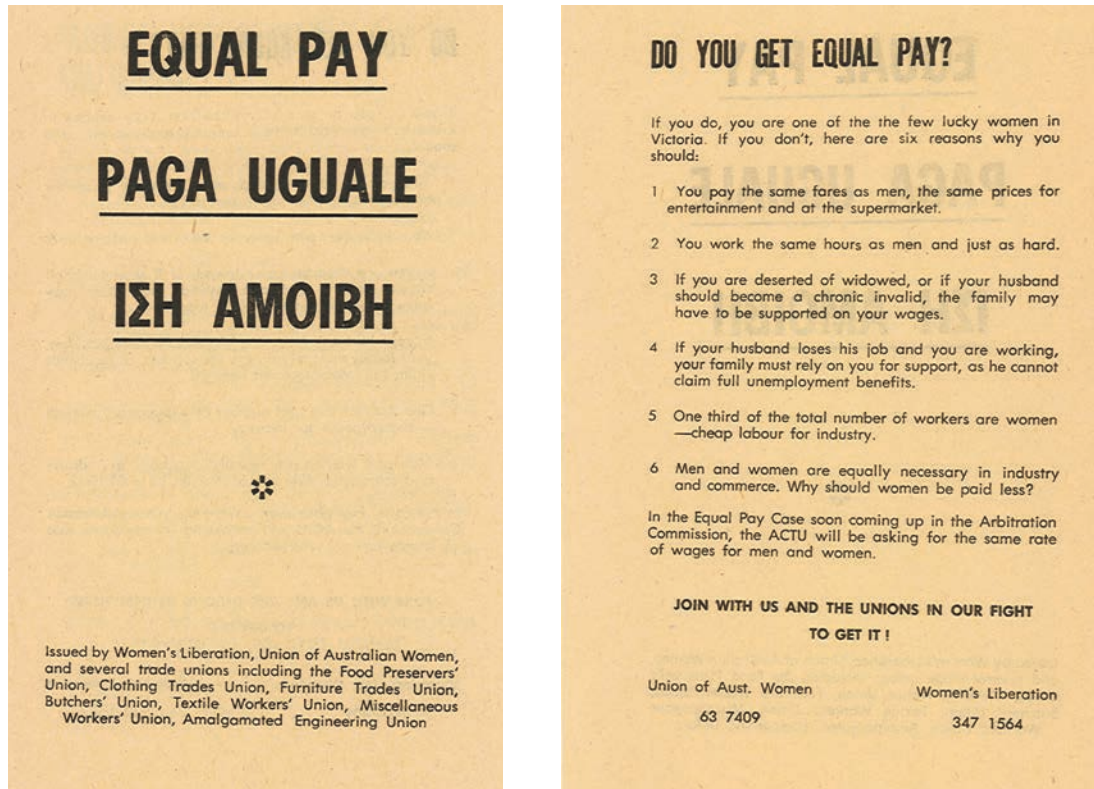 EQUAL PAY
PAGA UGUALE
ΙΣΗ ΑΜΟΙΒΗ
*
Issued by Women's Liberation, Union of Australian Women,
and several trade unions including the Food Preservers'
Union, Clothing Trades Union, Furniture Trades Union,
Butchers' Union, Textile Workers' Union, Miscellaneous
Workers' Union, Amalgamated Engineering Union
DO YOU GET EQUAL PAY?
If you do, you are one of the the few lucky women in
Victoria. If you don't, here are six reasons why you
should:
1 You pay the same fares as men, the same prices for
entertainment and at the supermarket.
2 You work the same hours as men and just as hard.
3 If you are deserted of widowed, or if your husband
should become a chronic invalid, the family may
have to be supported on your wages.
4 If your husband loses his job and you are working,
your family must rely on you for support, as he cannot
claim full unemployment benefits.
5 One third of the total number of workers are women
—cheap labour for industry.
6 Men and women are equally necessary in industry
and commerce. Why should women be paid less?
In the Equal Pay Case soon coming up in the Arbitration
Commission, the ACTU will be asking for the same rate
of wages for men and women.
JOIN WITH US AND THE UNIONS IN OUR FIGHT
TO GET IT !
Union of Aust. Women
63 7409
Women's Liberation
347 1564